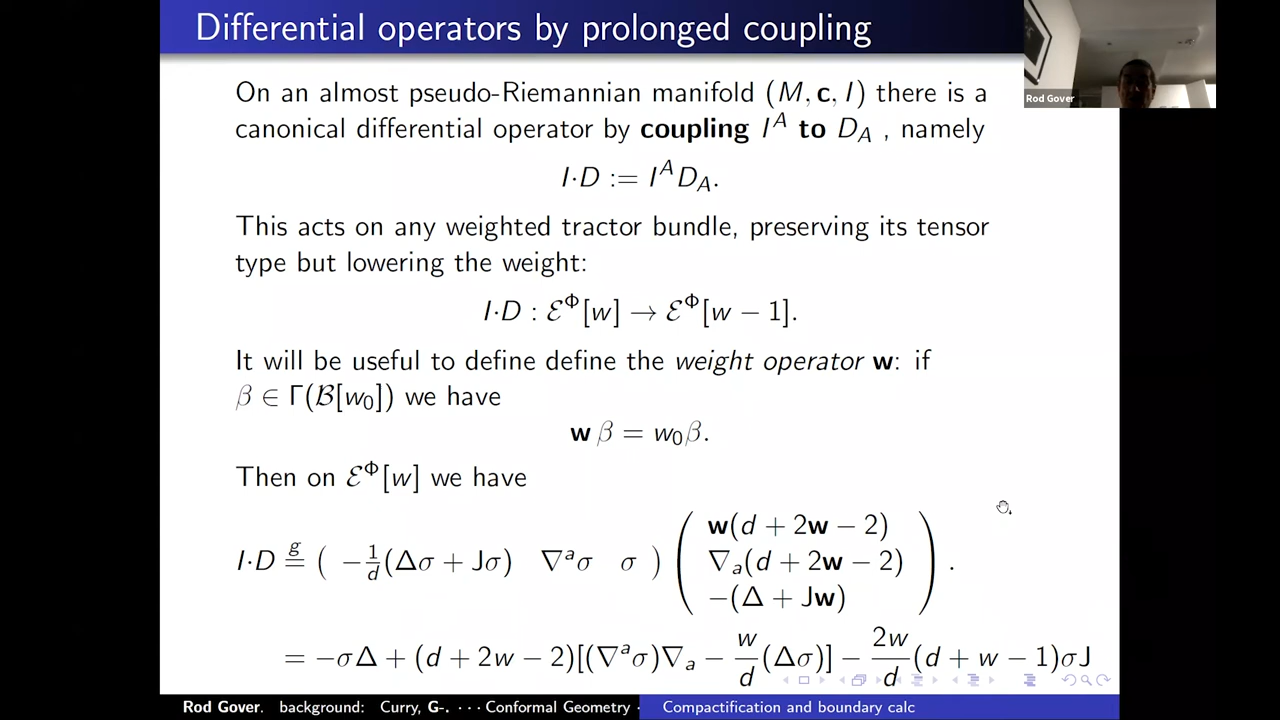 Differential operators by prolonged coupling
Rod Gover
On an almost pseudo-Riemannian manifold (M, c, I) there is a
canonical differential operator by coupling I^A to D_A , namely
I·D := I^A D_A.
This acts on any weighted tractor bundle, preserving its tensor
type but lowering the weight:
I·D : ℰ^Φ[w] → ℰ^Φ[w − 1].
It will be useful to define define the weight operator w: if
β ∈ Γ(ℬ[w₀]) we have
w β = w₀β.
Then on ℰ^Φ[w] we have
I·D =^g ( −1/d(Δσ + Jσ) ∇^aσ σ ) ( w(d + 2w − 2) ; ∇_a(d + 2w − 2) ; −(Δ + Jw) ) .
= −σΔ + (d + 2w − 2)[(∇^aσ)∇_a − w/d(Δσ)] − 2w/d(d + w − 1)σJ
Rod Gover. background: Curry, G-. · · · Conformal Geometry · Compactification and boundary calc